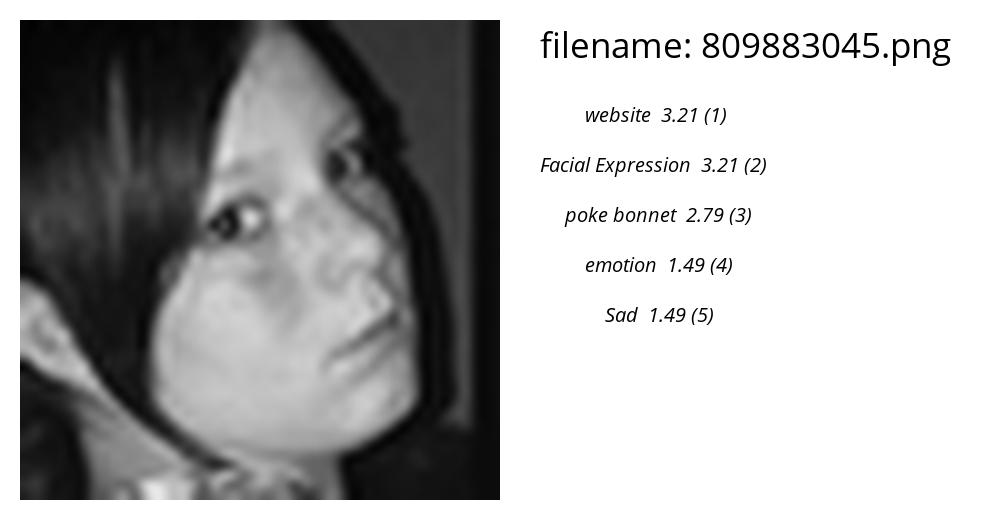 filename: 809883045.png
website 3.21 (1)
Facial Expression 3.21 (2)
poke bonnet 2.79 (3)
emotion 1.49 (4)
Sad 1.49 (5)